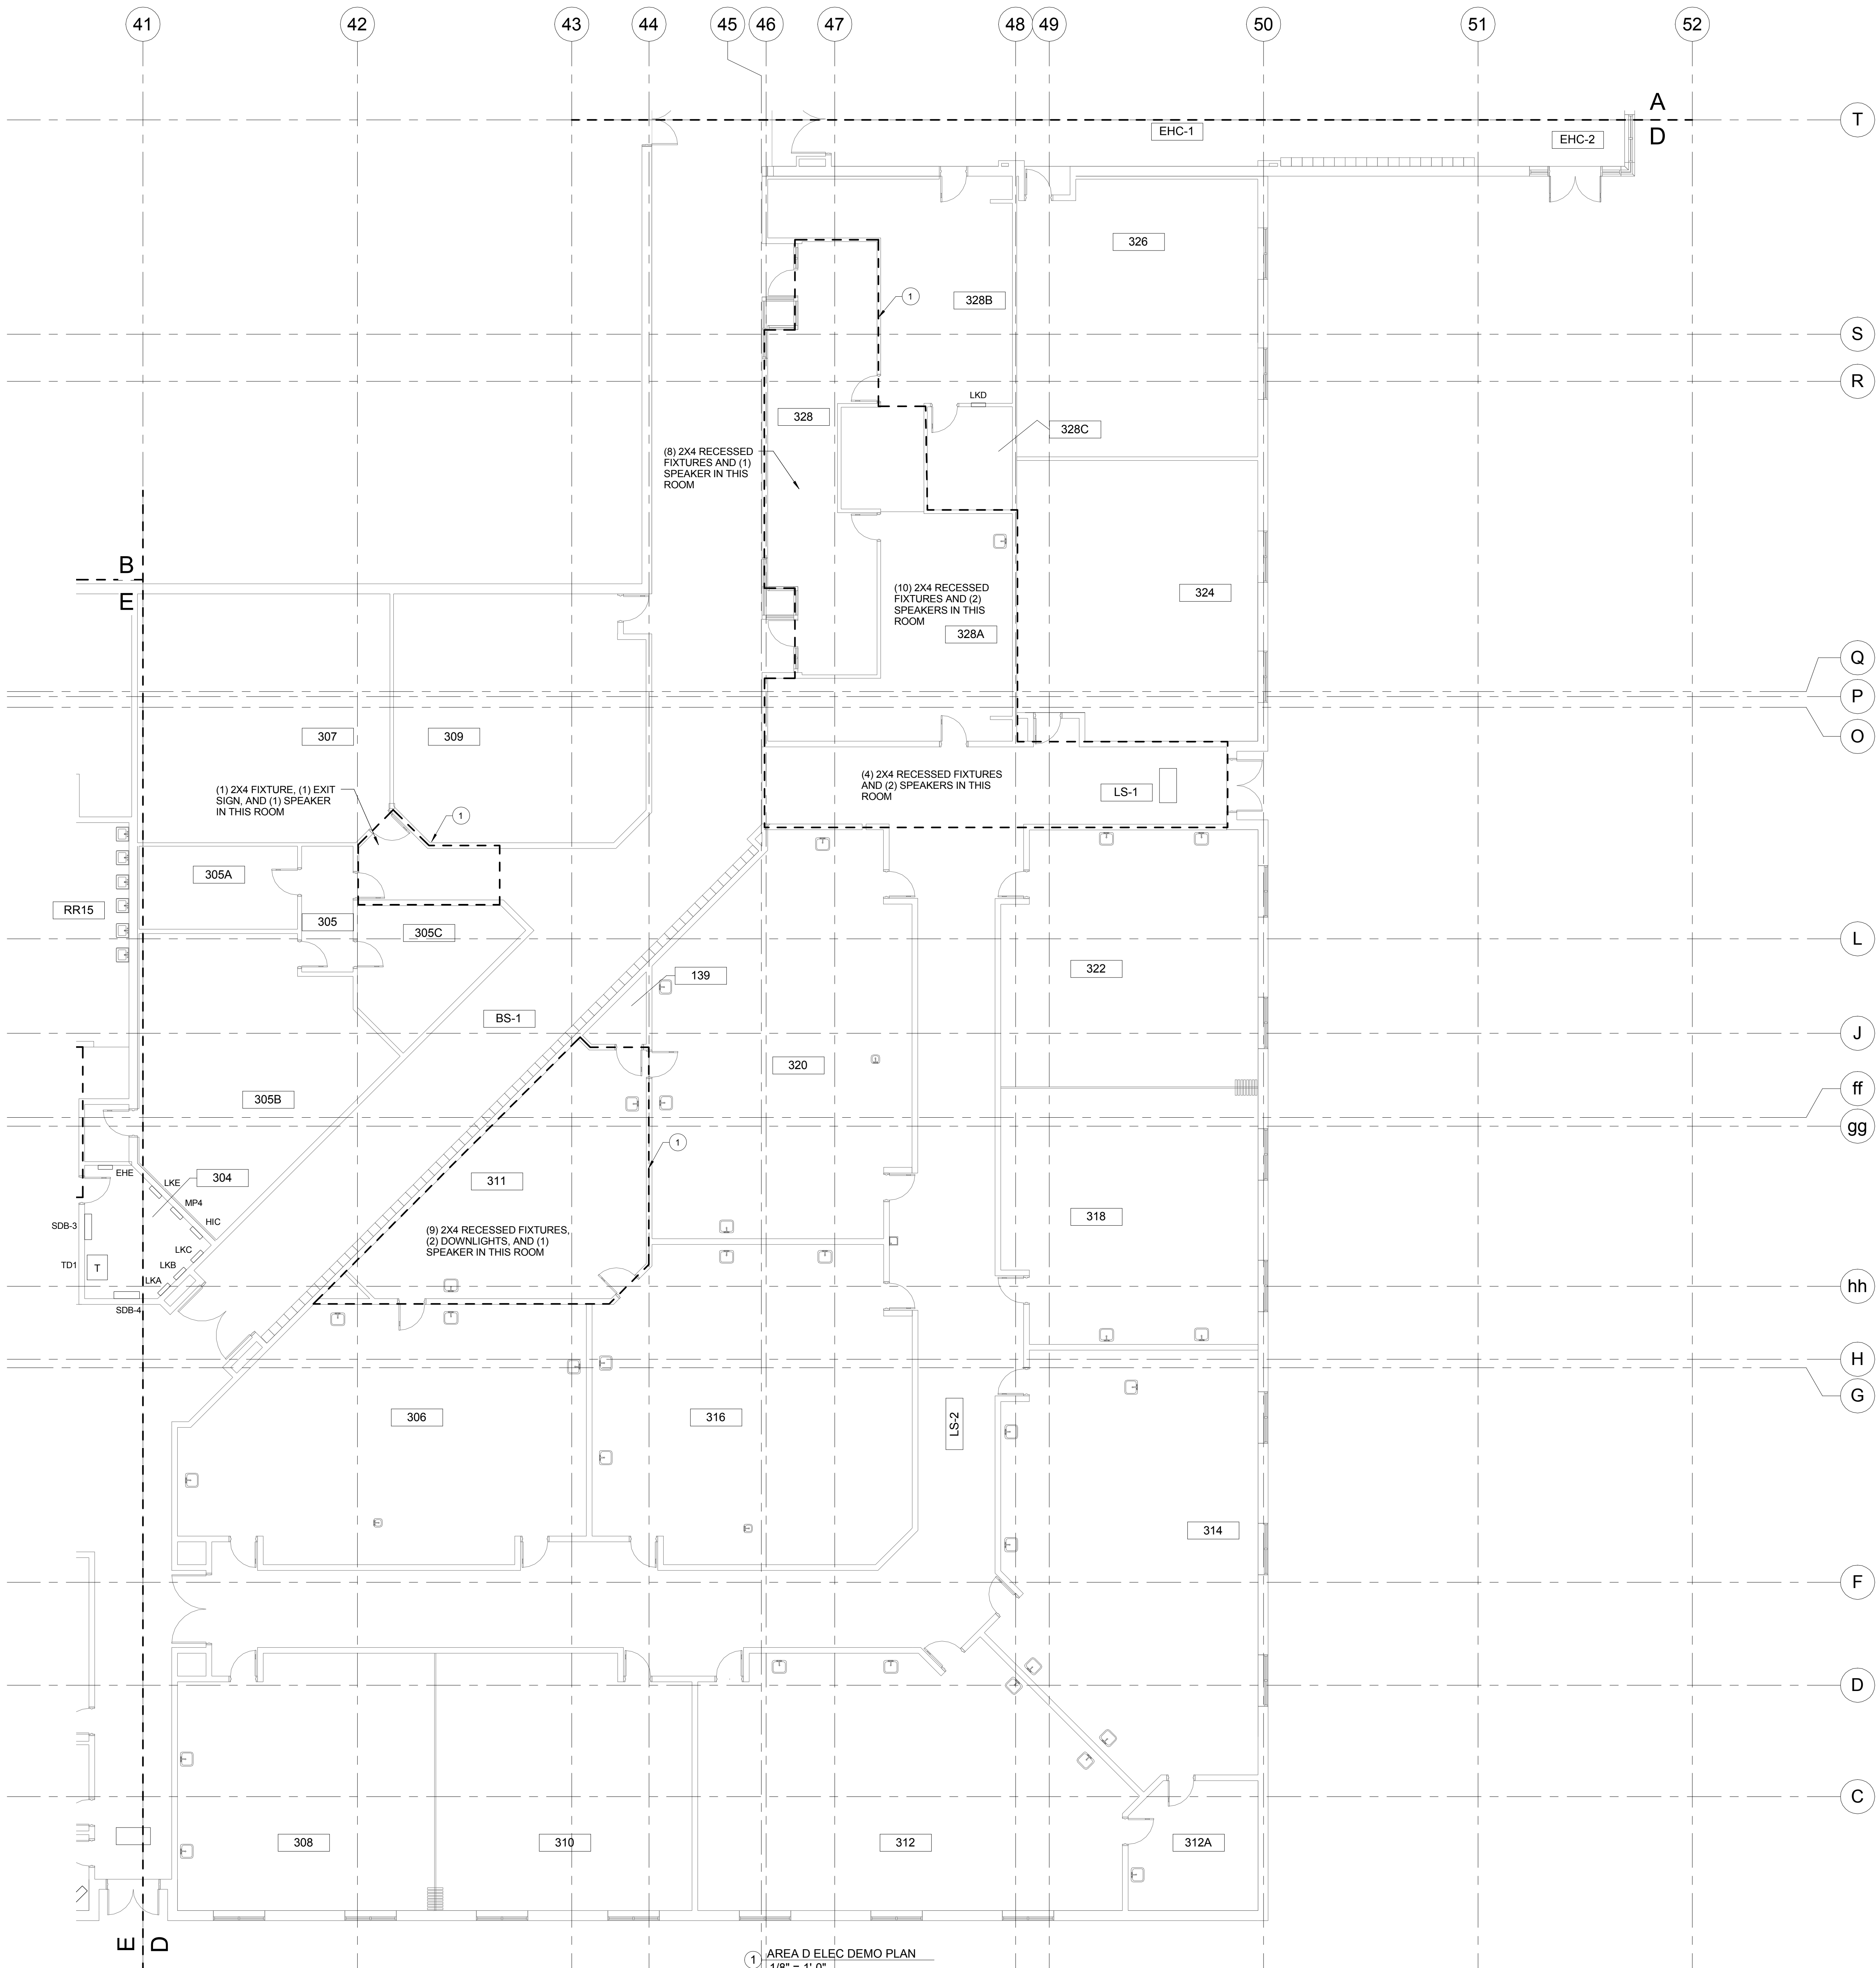 41
42
43
44
45
46
47
48
49
50
51
52
A
D
T
EHC-1
EHC-2
326
328B
1
S
R
LKD
328
328C
(8) 2X4 RECESSED
FIXTURES AND (1)
SPEAKER IN THIS
ROOM
B
E
(10) 2X4 RECESSED
FIXTURES AND (2)
SPEAKERS IN THIS
ROOM
324
328A
Q
P
O
307
309
(1) 2X4 FIXTURE, (1) EXIT
SIGN, AND (1) SPEAKER
IN THIS ROOM
1
(4) 2X4 RECESSED FIXTURES
AND (2) SPEAKERS IN THIS
ROOM
LS-1
305A
RR15
305
305C
L
322
139
BS-1
J
320
305B
ff
gg
1
EHE
304
LKE
MP4
HIC
SDB-3
311
318
(9) 2X4 RECESSED FIXTURES,
(2) DOWNLIGHTS, AND (1)
SPEAKER IN THIS ROOM
LKC
LKB
TD1
T
LKA
SDB-4
hh
H
G
306
316
LS-2
314
F
D
C
308
310
312
312A
E
D
1
AREA D ELEC DEMO PLAN
1/8" = 1'-0"